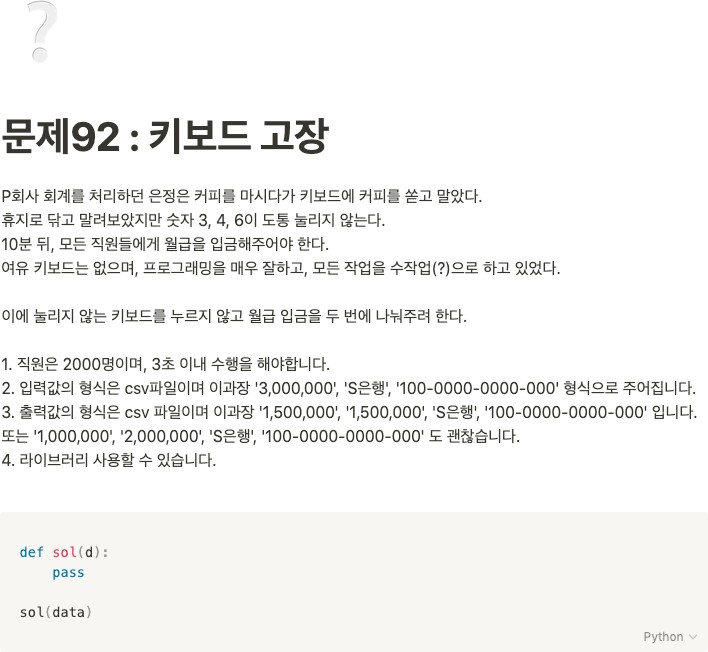 ?
문제92 : 키보드 고장
P회사 회계를 처리하던 은정은 커피를 마시다가 키보드에 커피를 쏟고 말았다.
휴지로 닦고 말려보았지만 숫자 3, 4, 6이 도통 눌리지 않는다.
10분 뒤, 모든 직원들에게 월급을 입금해주어야 한다.
여유 키보드는 없으며, 프로그래밍을 매우 잘하고, 모든 작업을 수작업(?)으로 하고 있었다.
이에 눌리지 않는 키보드를 누르지 않고 월급 입금을 두 번에 나눠주려 한다.
1. 직원은 2000명이며, 3초 이내 수행을 해야합니다.
2. 입력값의 형식은 csv파일이며 이과장 '3,000,000', 'S은행', '100-0000-0000-000' 형식으로 주어집니다.
3. 출력값의 형식은 csv 파일이며 이과장 '1,500,000', '1,500,000', 'S은행', '100-0000-0000-000' 입니다.
또는 '1,000,000', '2,000,000', 'S은행', '100-0000-0000-000' 도 괜찮습니다.
4. 라이브러리 사용할 수 있습니다.
def sol(d):
    pass
sol(data)
Python